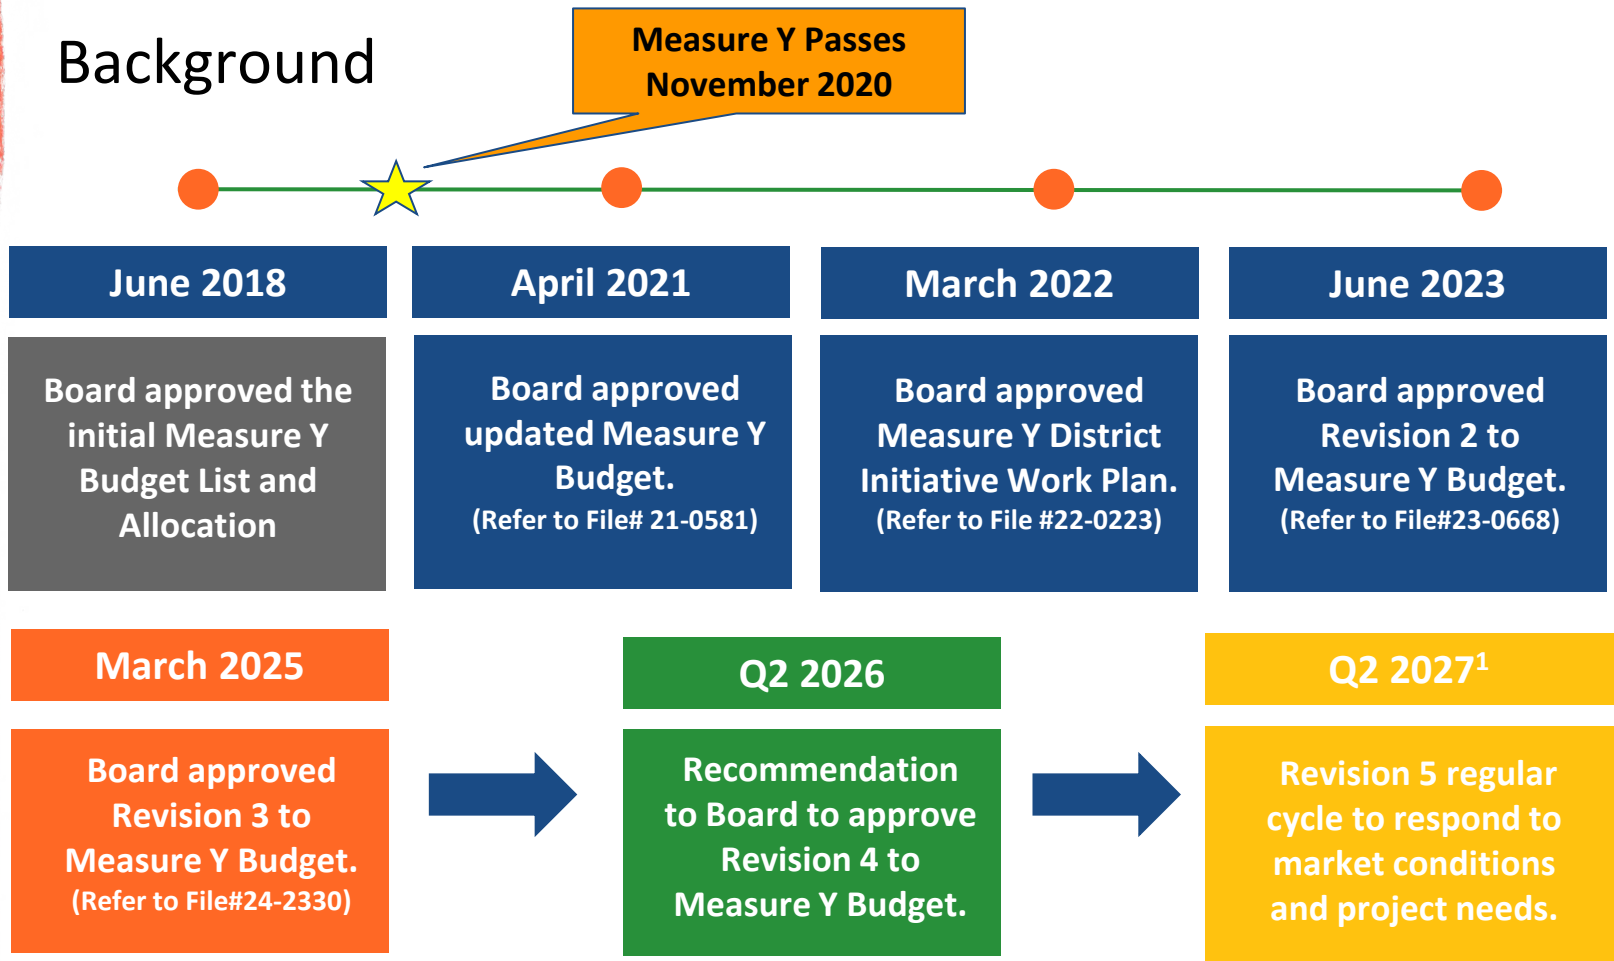 Background
Measure Y Passes
November 2020
June 2018
April 2021
March 2022
June 2023
Board approved the
initial Measure Y
Budget List and
Allocation
Board approved
updated Measure Y
Budget.
(Refer to File# 21-0581)
Board approved
Measure Y District
Initiative Work Plan.
(Refer to File #22-0223)
Board approved
Revision 2 to
Measure Y Budget.
(Refer to File#23-0668)
March 2025
Q2 2026
Q2 2027¹
Board approved
Revision 3 to
Measure Y Budget.
(Refer to File#24-2330)
Recommendation
to Board to approve
Revision 4 to
Measure Y Budget.
Revision 5 regular
cycle to respond to
market conditions
and project needs.